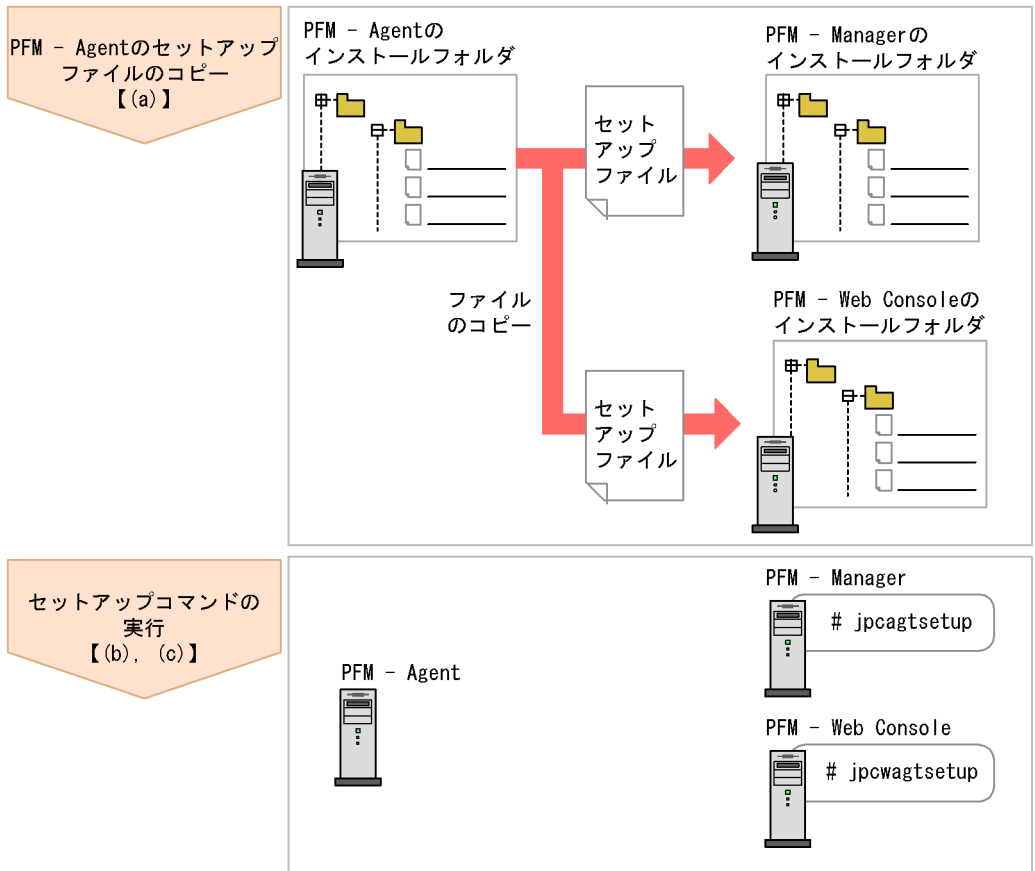 PFM - Agentのセットアップ
ファイルのコピー
【(a)】
PFM - Agentの
インストールフォルダ
PFM - Managerの
インストールフォルダ
セット
アップ
ファイル
ファイル
のコピー
PFM - Web Consoleの
インストールフォルダ
セット
アップ
ファイル
セットアップコマンドの
実行
【(b), (c)】
PFM - Agent
PFM - Manager
# jpcagtsetup
PFM - Web Console
# jpcwagtsetup